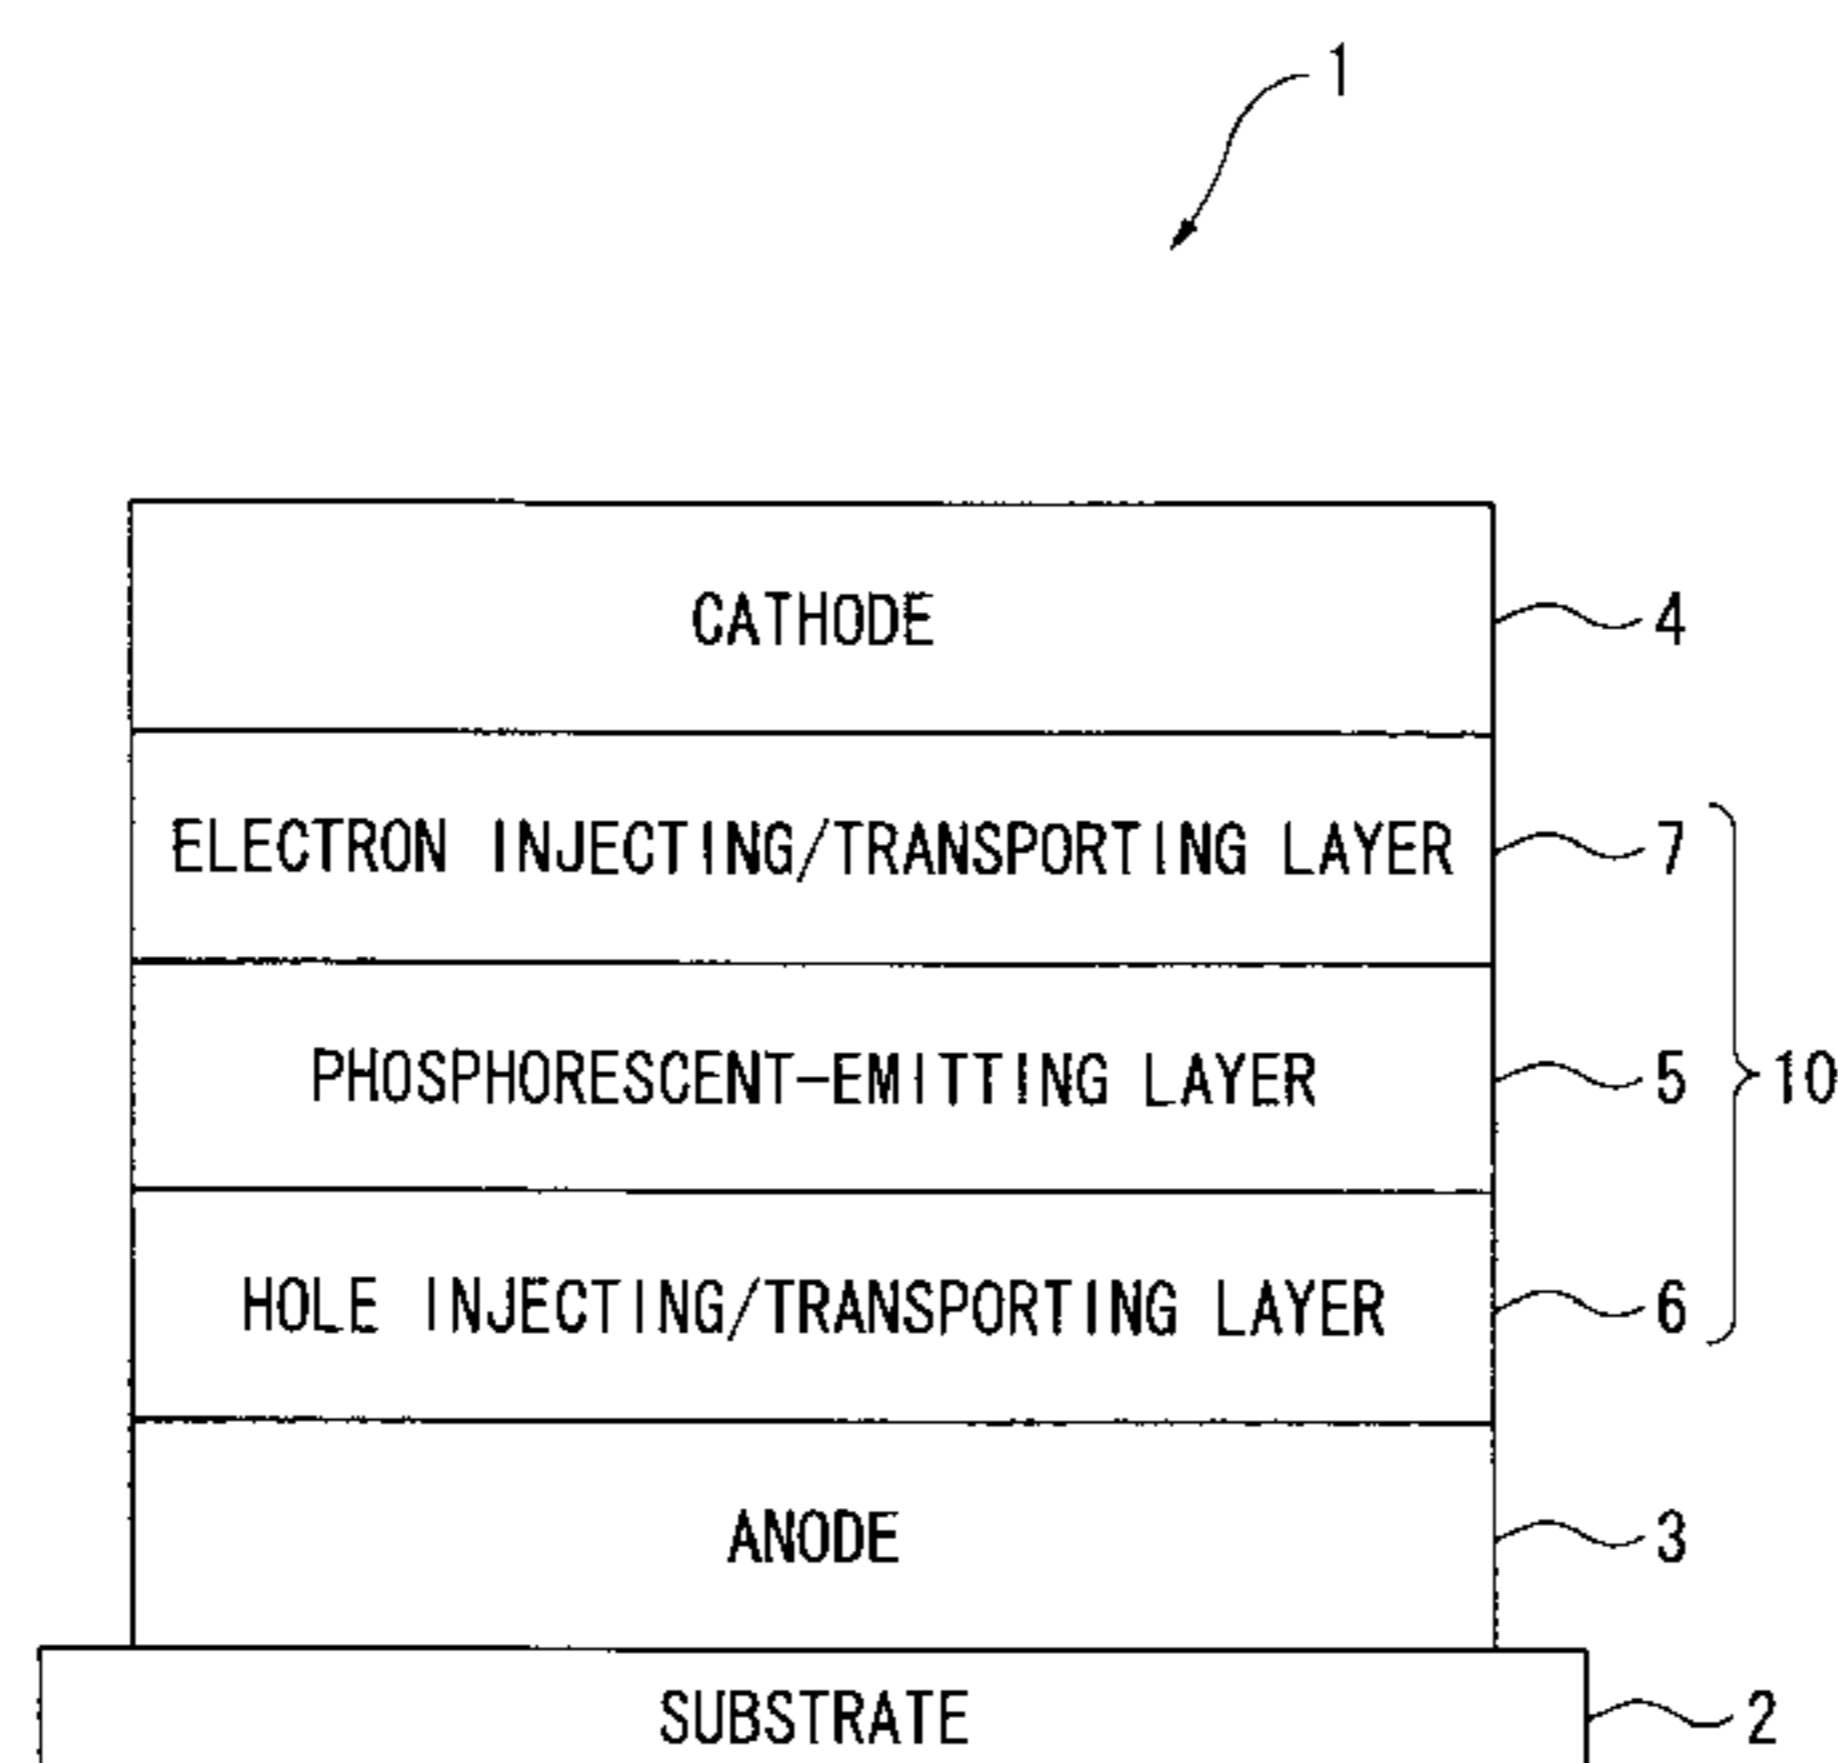 1
CATHODE 4
ELECTRON INJECTING/TRANSPORTING LAYER 7
PHOSPHORESCENT-EMITTING LAYER 5 10
HOLE INJECTING/TRANSPORTING LAYER 6
ANODE 3
SUBSTRATE 2